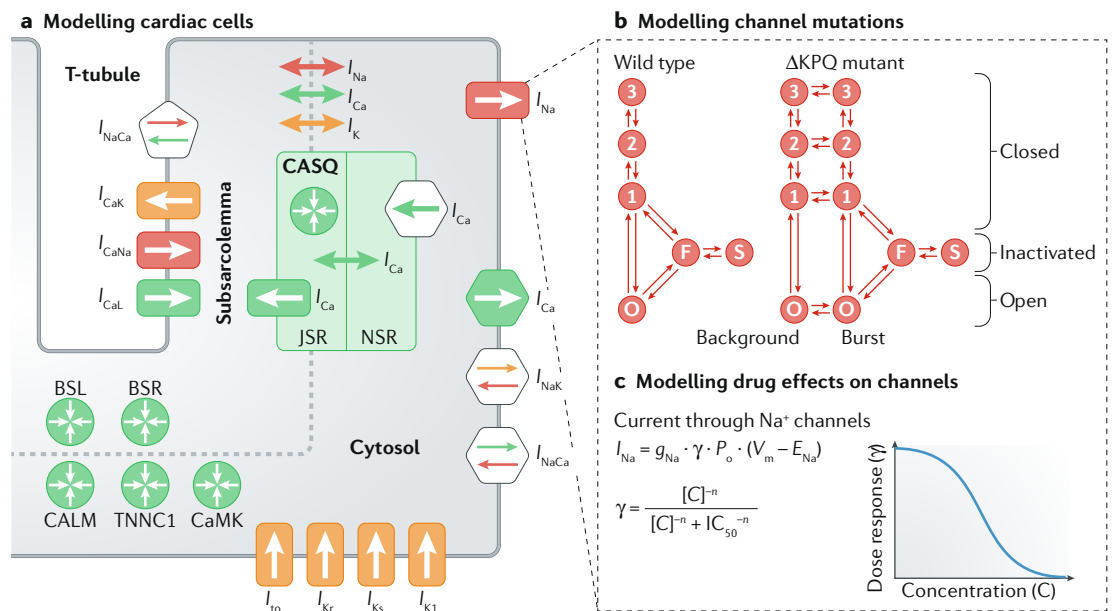 a Modelling cardiac cells
T-tubule
I_NaCa
I_CaK
I_CaNa
I_CaL
Subsarcolemma
I_Na
I_Ca
I_K
CASQ
I_Ca
I_Ca
I_Ca
JSR NSR
I_Na
I_Ca
I_NaK
I_NaCa
BSL BSR
Cytosol
CALM TNNC1 CaMK
I_to I_Kr I_Ks I_K1
b Modelling channel mutations
Wild type ΔKPQ mutant
3 3 3
2 2 2
1 1 1
F S F S
O O O
Closed
Inactivated
Open
Background Burst
c Modelling drug effects on channels
Current through Na⁺ channels
I_Na = g_Na · γ · P_o · (V_m – E_Na)
γ = [C]⁻ⁿ / [C]⁻ⁿ + IC₅₀⁻ⁿ
Dose response (γ)
Concentration (C)